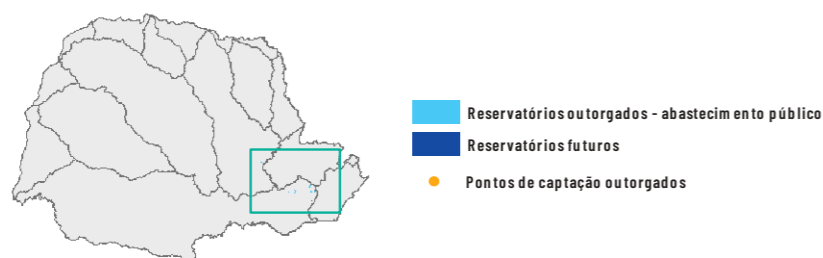 Reservatórios outorgados - abastecimento público
Reservatórios futuros
Pontos de captação outorgados